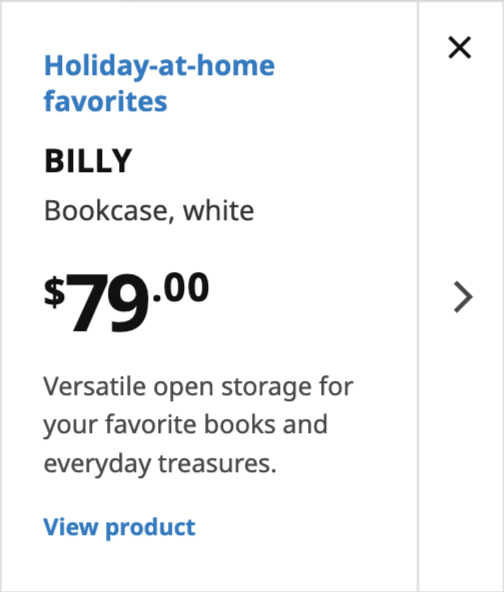 Holiday-at-home
favorites
BILLY
Bookcase, white
$79.00
Versatile open storage for
your favorite books and
everyday treasures.
View product